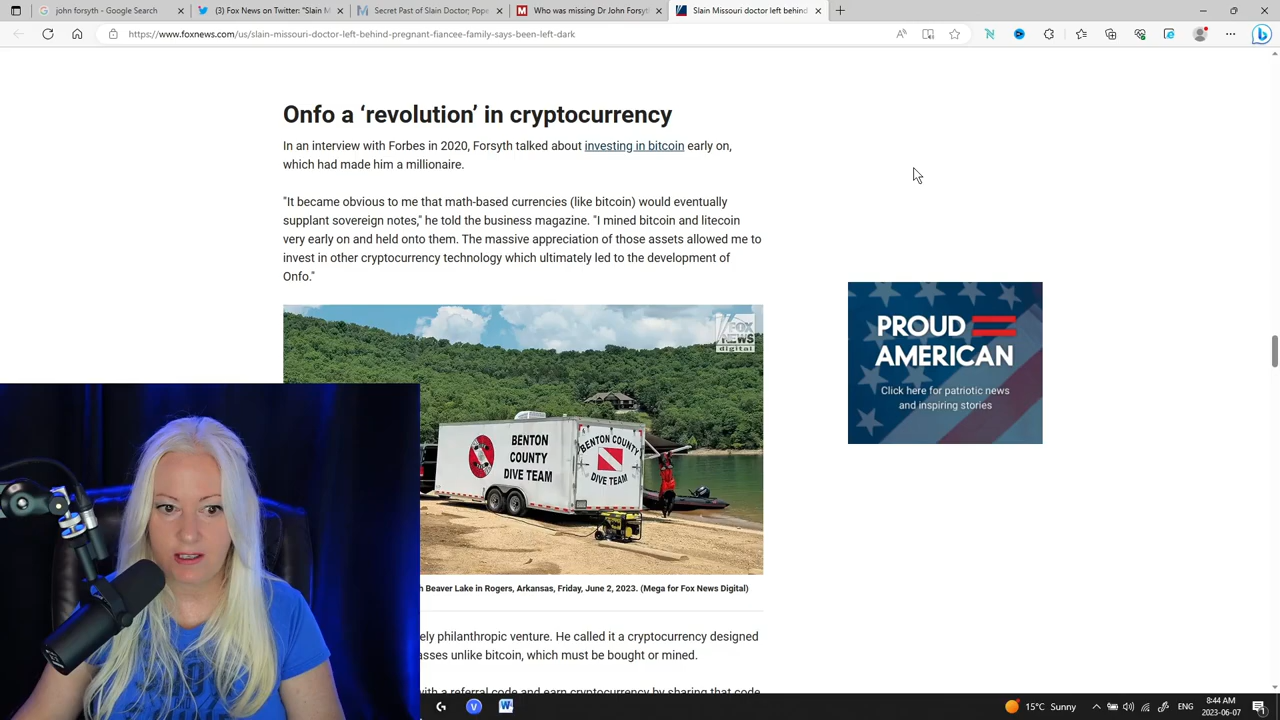 john forsyth - Google Search
(3) Fox News on Twitter: "Slain M
Secret Past of Slain Doctor; Pope
Who was missing Dr John Forsyth
Slain Missouri doctor left behind
https://www.foxnews.com/us/slain-missouri-doctor-left-behind-pregnant-fiancee-family-says-been-left-dark
Onfo a ‘revolution’ in cryptocurrency
In an interview with Forbes in 2020, Forsyth talked about investing in bitcoin early on,
which had made him a millionaire.
"It became obvious to me that math-based currencies (like bitcoin) would eventually
supplant sovereign notes," he told the business magazine. "I mined bitcoin and litecoin
very early on and held onto them. The massive appreciation of those assets allowed me to
invest in other cryptocurrency technology which ultimately led to the development of
Onfo."
FOX
NEWS
digital
BENTON
COUNTY
DIVE TEAM
BENTON COUNTY
DIVE TEAM
PROUD
AMERICAN
Click here for patriotic news
and inspiring stories
Beaver Lake in Rogers, Arkansas, Friday, June 2, 2023. (Mega for Fox News Digital)
ely philanthropic venture. He called it a cryptocurrency designed
asses unlike bitcoin, which must be bought or mined.
with a referral code and earn cryptocurrency by sharing that code
15°C Sunny
ENG
8:44 AM
2023-06-07